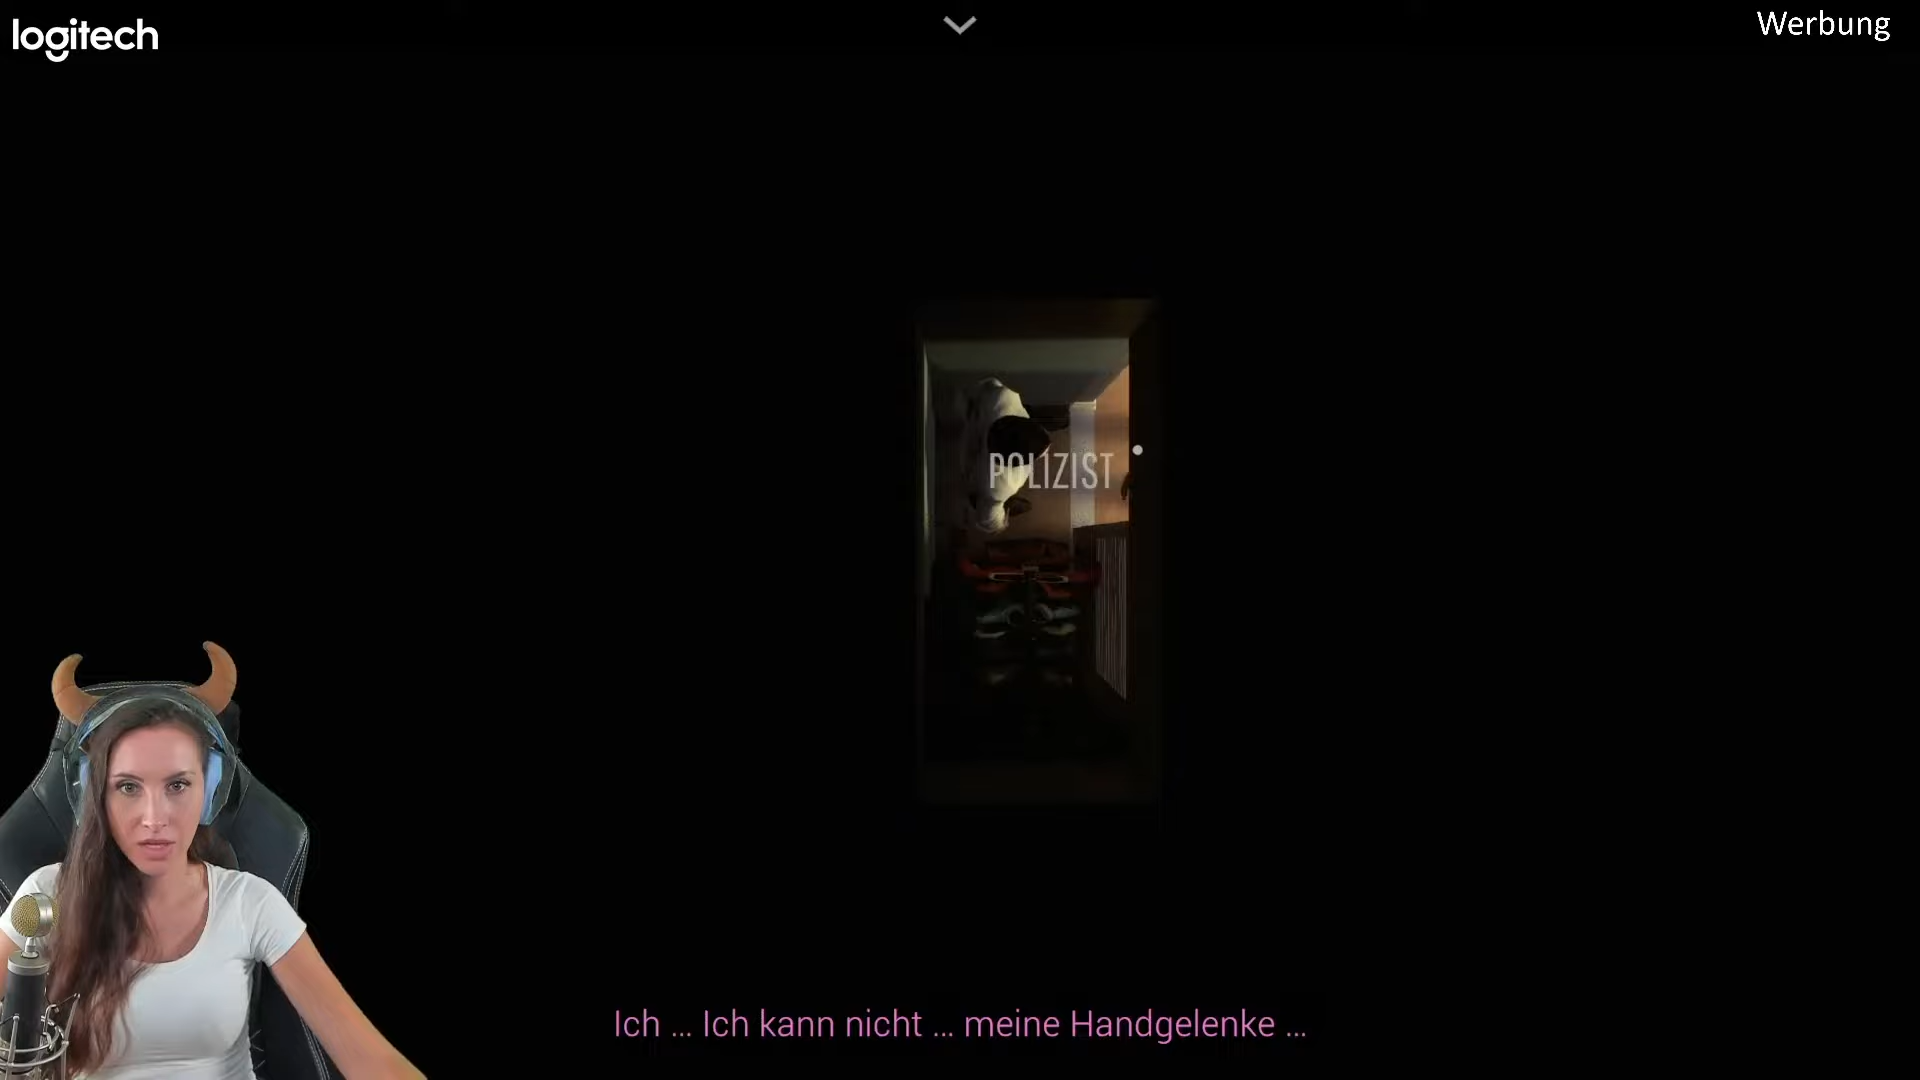 logitech
Werbung
POLIZIST
Ich ... Ich kann nicht ... meine Handgelenke ...